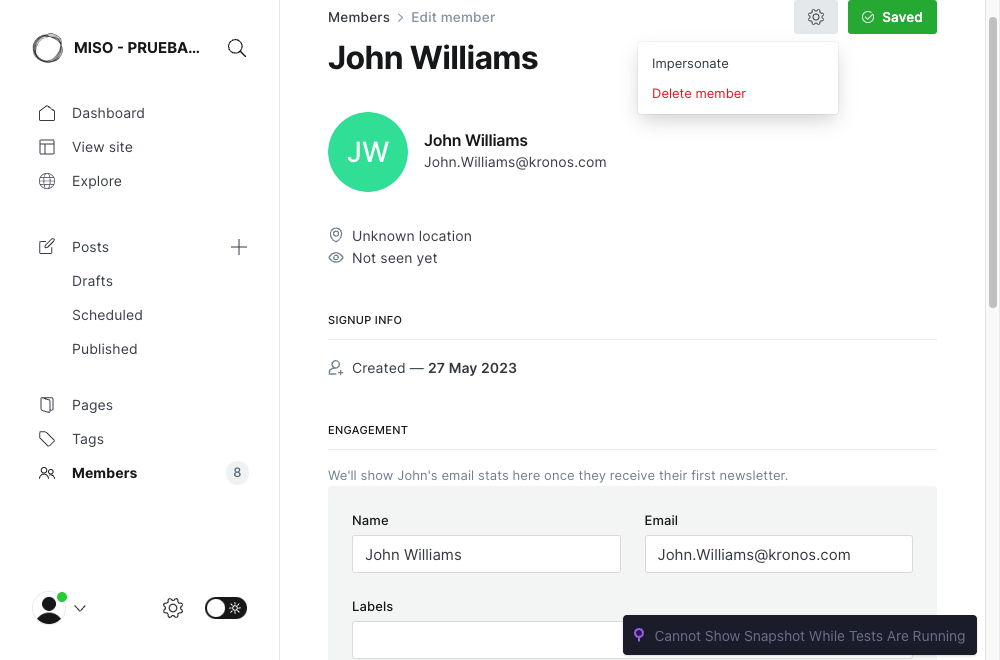 MISO - PRUEBA...
Dashboard
View site
Explore
Posts
Drafts
Scheduled
Published
Pages
Tags
Members
8
Members > Edit member
Saved
John Williams
Impersonate
Delete member
JW
John Williams
John.Williams@kronos.com
Unknown location
Not seen yet
SIGNUP INFO
Created — 27 May 2023
ENGAGEMENT
We'll show John's email stats here once they receive their first newsletter.
Name
Email
John Williams
John.Williams@kronos.com
Labels
Cannot Show Snapshot While Tests Are Running